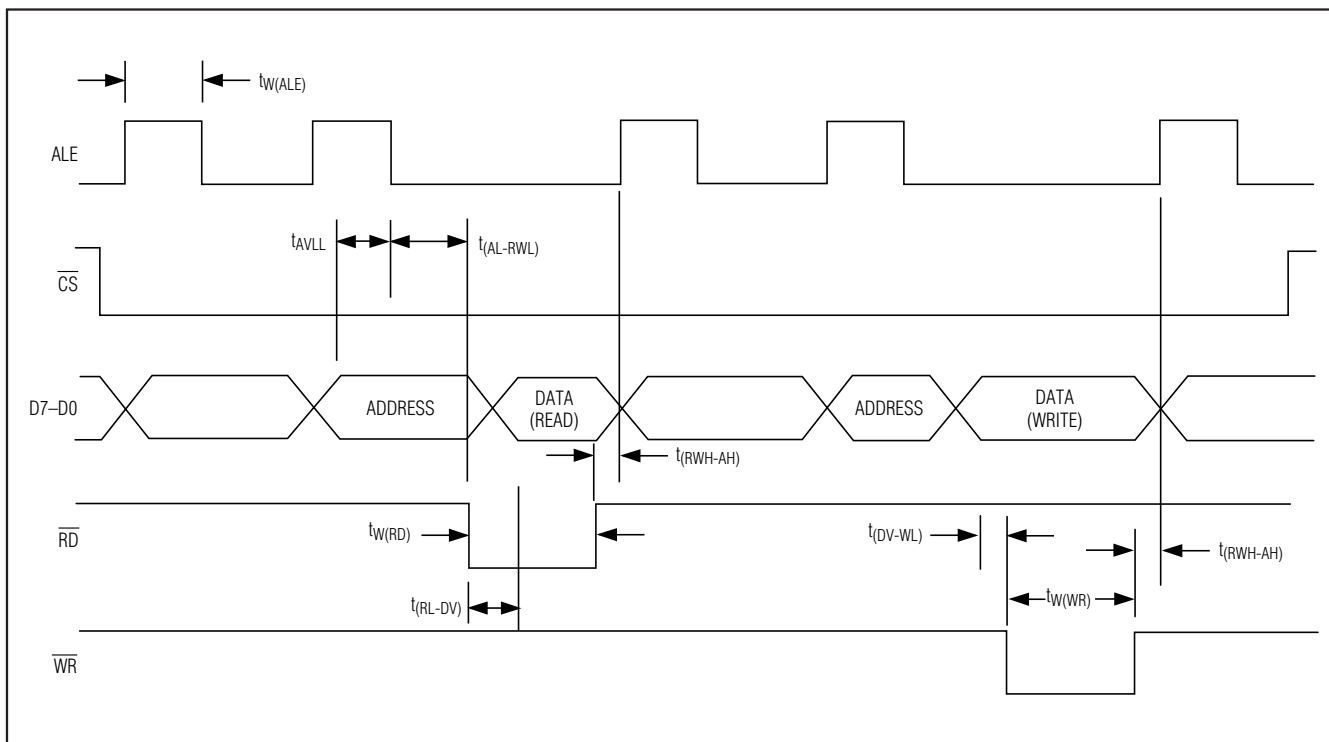 tW(ALE)
ALE
tAVLL
t(AL-RWL)
CS
D7–D0
ADDRESS
DATA
(READ)
ADDRESS
DATA
(WRITE)
t(RWH-AH)
RD
tW(RD)
t(DV-WL)
t(RWH-AH)
t(RL-DV)
tW(WR)
WR